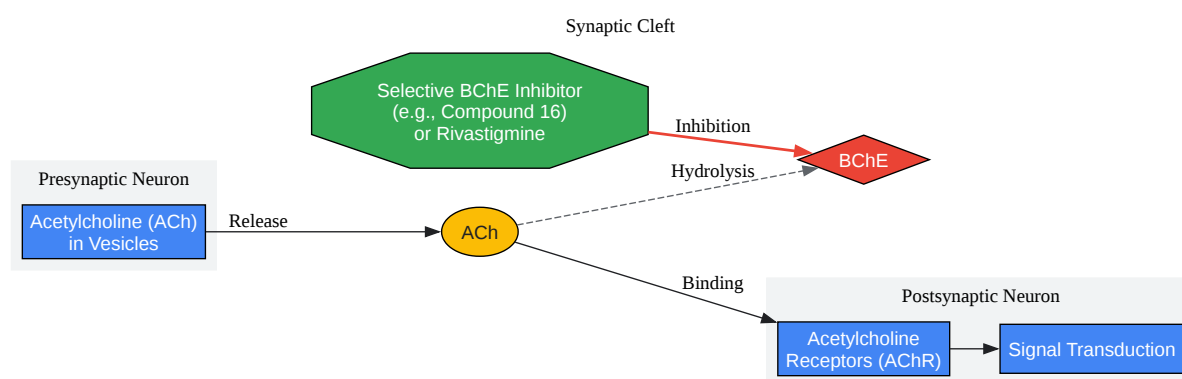 Synaptic Cleft
Selective BChE Inhibitor
(e.g., Compound 16)
or Rivastigmine
Inhibition
BChE
Hydrolysis
Presynaptic Neuron
Acetylcholine (ACh)
in Vesicles
Release
ACh
Binding
Postsynaptic Neuron
Acetylcholine
Receptors (AChR)
Signal Transduction